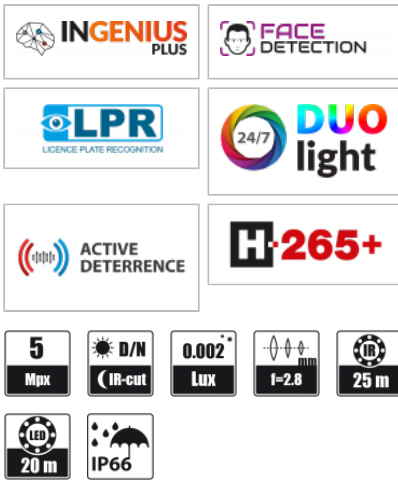 INGENIUS
PLUS
FACE
DETECTION
LPR
LICENCE PLATE RECOGNITION
24/7
DUO
light
ACTIVE
DETERRENCE
H.265+
5
Mpx
D/N
IR-cut
0.002
Lux
mm
f=2.8
IR
25 m
LED
20 m
IP66